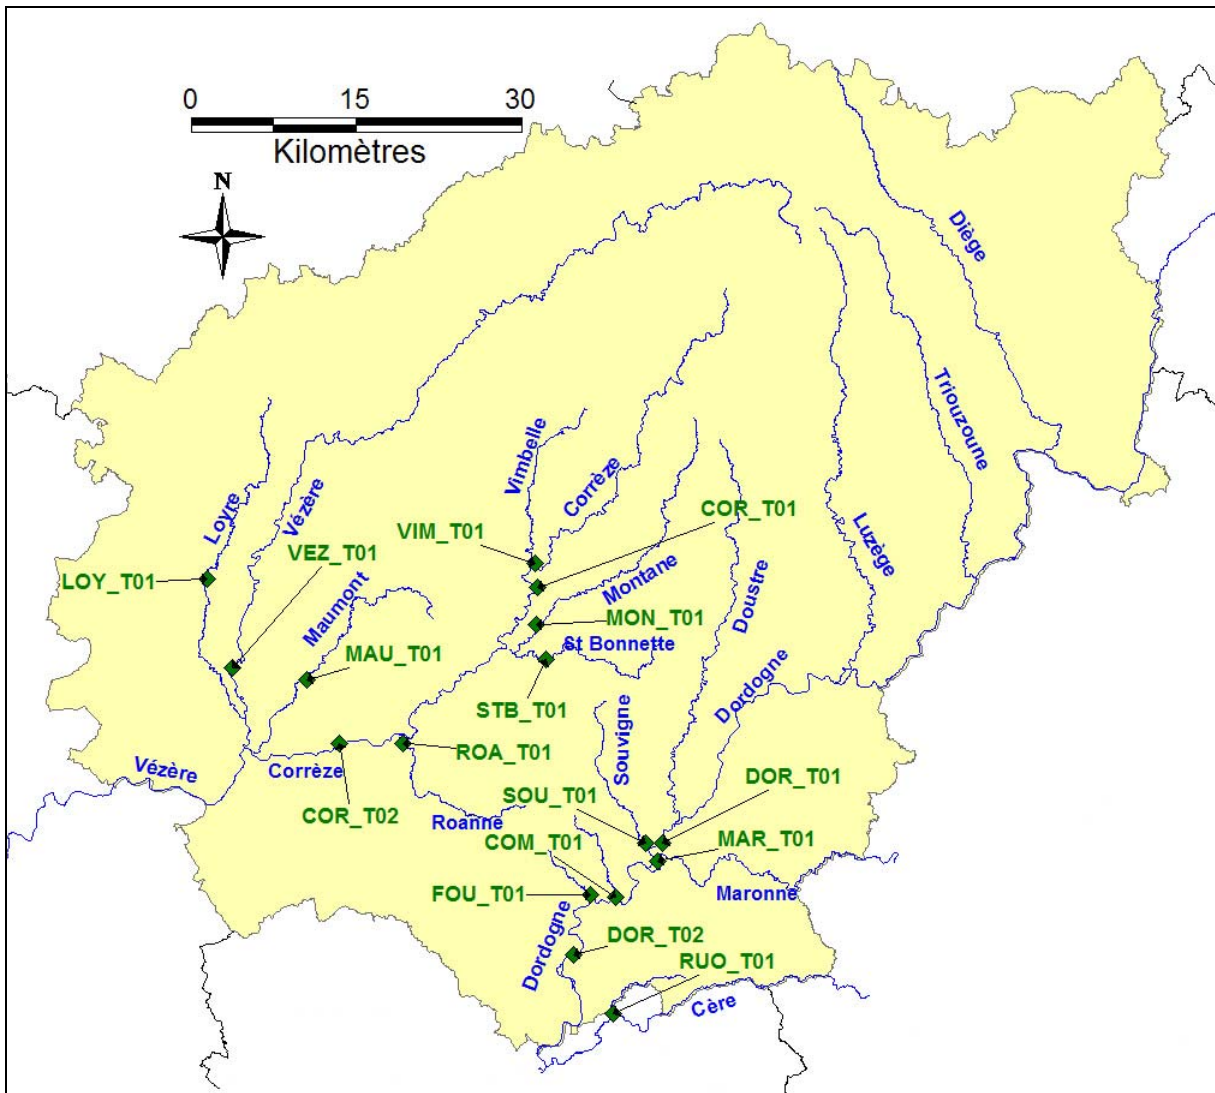 0 15 30
Kilomètres
N
Diège
Triouzoune
Vimbelle
Corrèze
Loyre
Vézère
COR_T01
VIM_T01
Luzège
VEZ_T01
LOY_T01
Montane
Doustre
Maumont
MON_T01
St Bonnette
MAU_T01
Dordogne
STB_T01
Souvigne
ROA_T01
Vézère
Corrèze
DOR_T01
SOU_T01
COR_T02
Roanne
COM_T01
MAR_T01
FOU_T01
Maronne
Dordogne
DOR_T02
RUO_T01
Cère